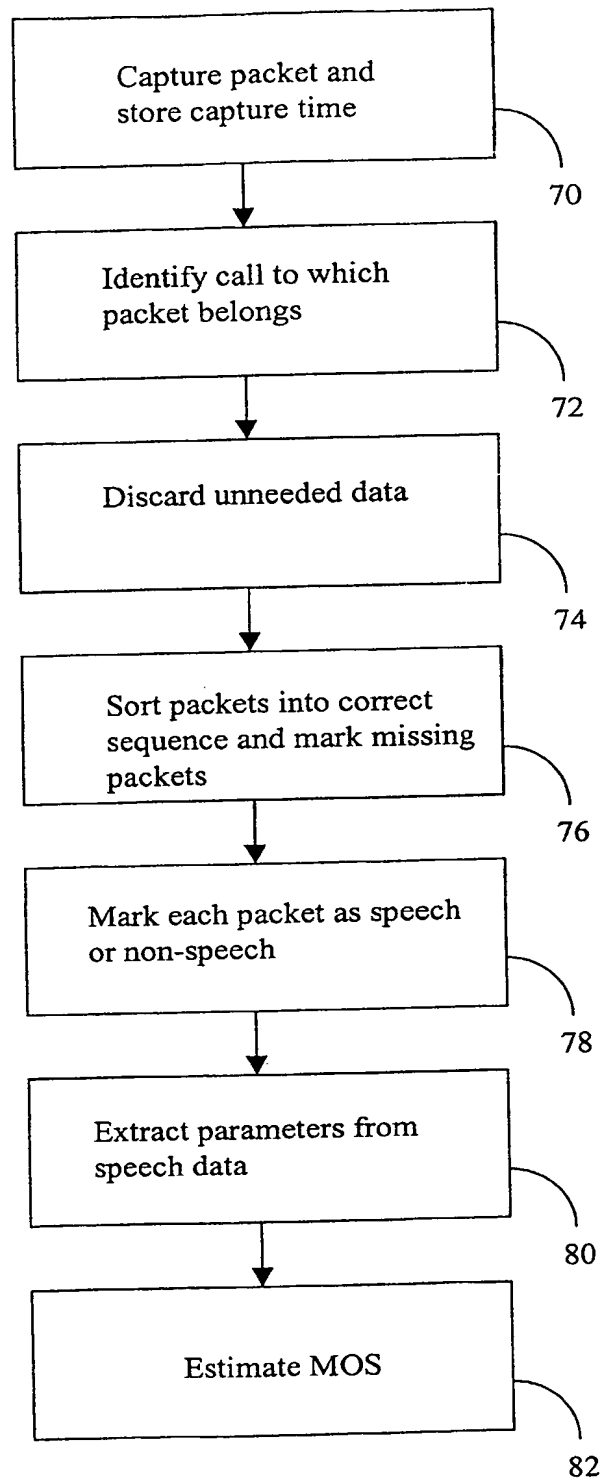 Capture packet and
store capture time
70
Identify call to which
packet belongs
72
Discard unneeded data
74
Sort packets into correct
sequence and mark missing
packets
76
Mark each packet as speech
or non-speech
78
Extract parameters from
speech data
80
Estimate MOS
82